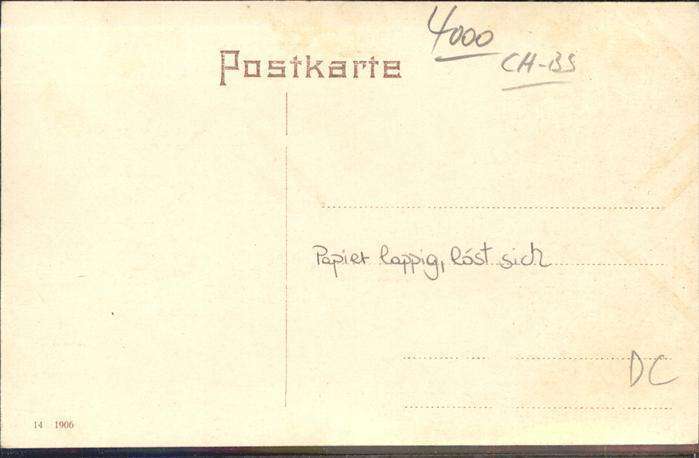 4000
Postkarte
CH-BS
Papier lappig, löst sich
DC
14 1906